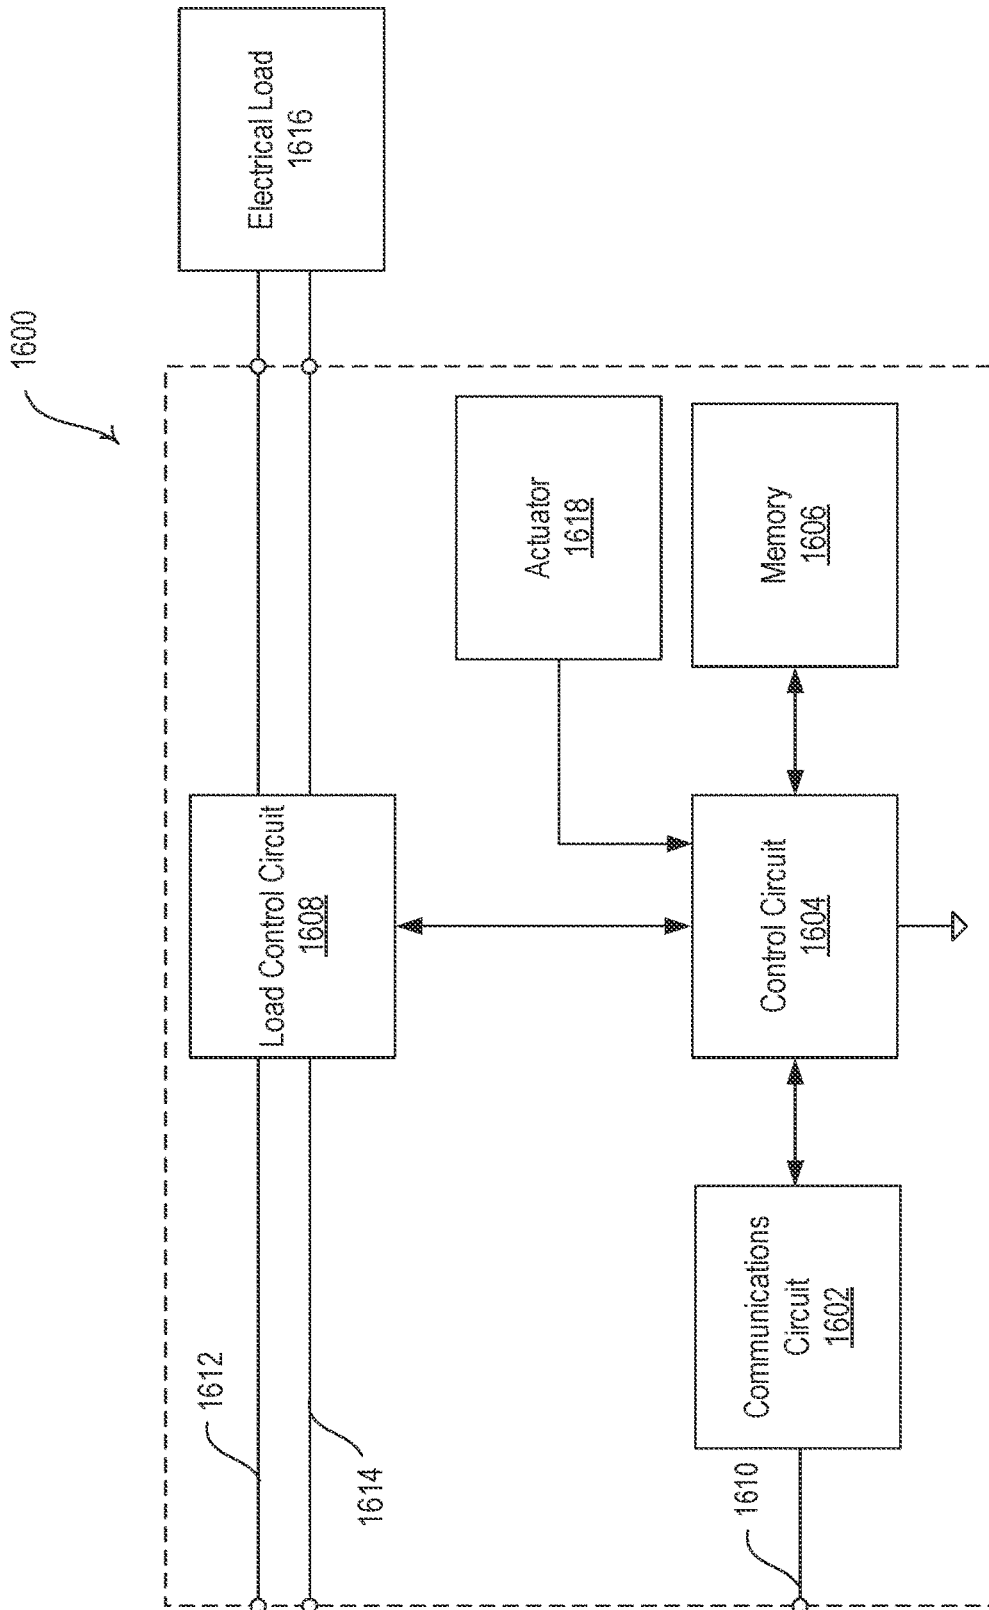 1600
Electrical Load
1616
Load Control Circuit
1608
1612
1614
Actuator
1618
Memory
1606
Control Circuit
1604
Communications
Circuit
1602
1610